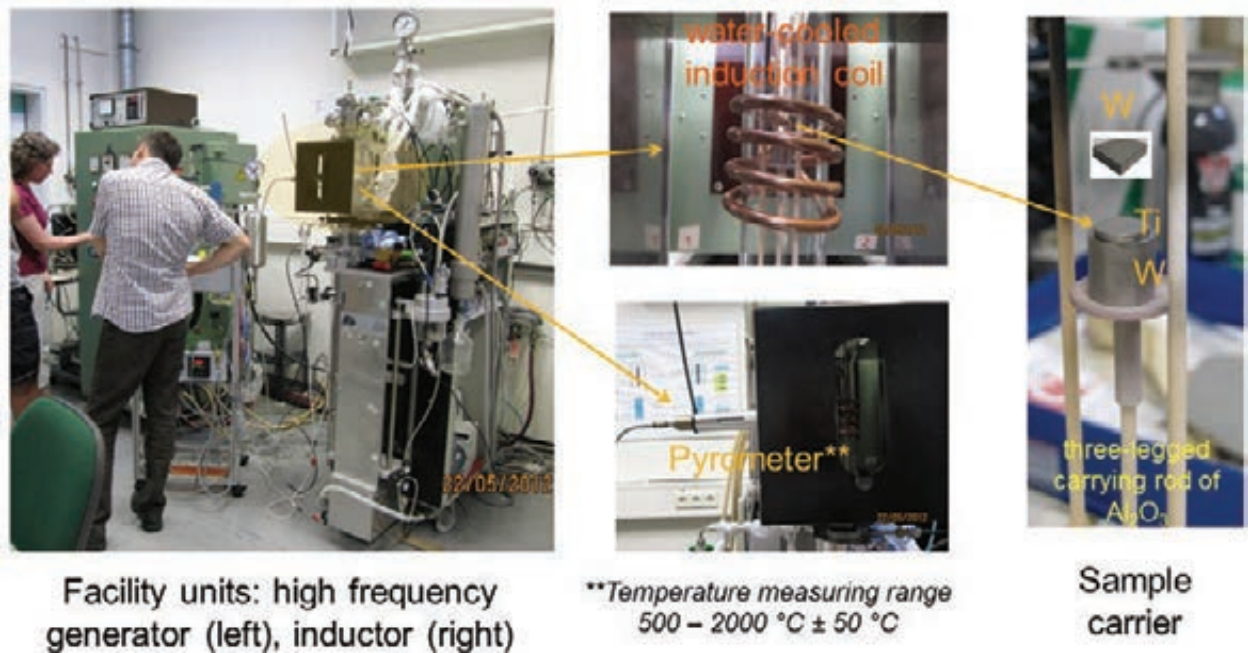 water-cooled
induction coil
W
Ti
W
Pyrometer**
22/05/2012
three-legged
carrying rod of
Al₂O₃
Facility units: high frequency
generator (left), inductor (right)
**Temperature measuring range
500 – 2000 °C ± 50 °C
Sample
carrier